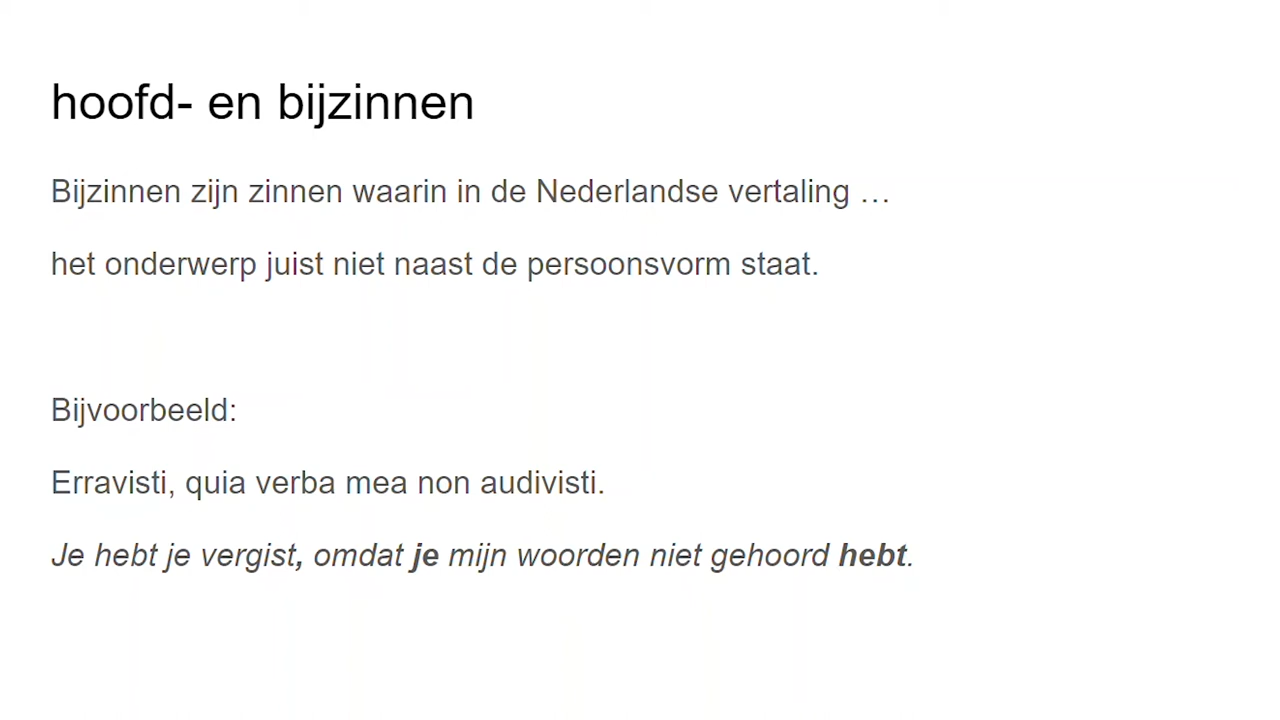 hoofd- en bijzinnen
Bijzinnen zijn zinnen waarin in de Nederlandse vertaling …
het onderwerp juist niet naast de persoonsvorm staat.
Bijvoorbeeld:
Erravisti, quia verba mea non audivisti.
Je hebt je vergist, omdat je mijn woorden niet gehoord hebt.